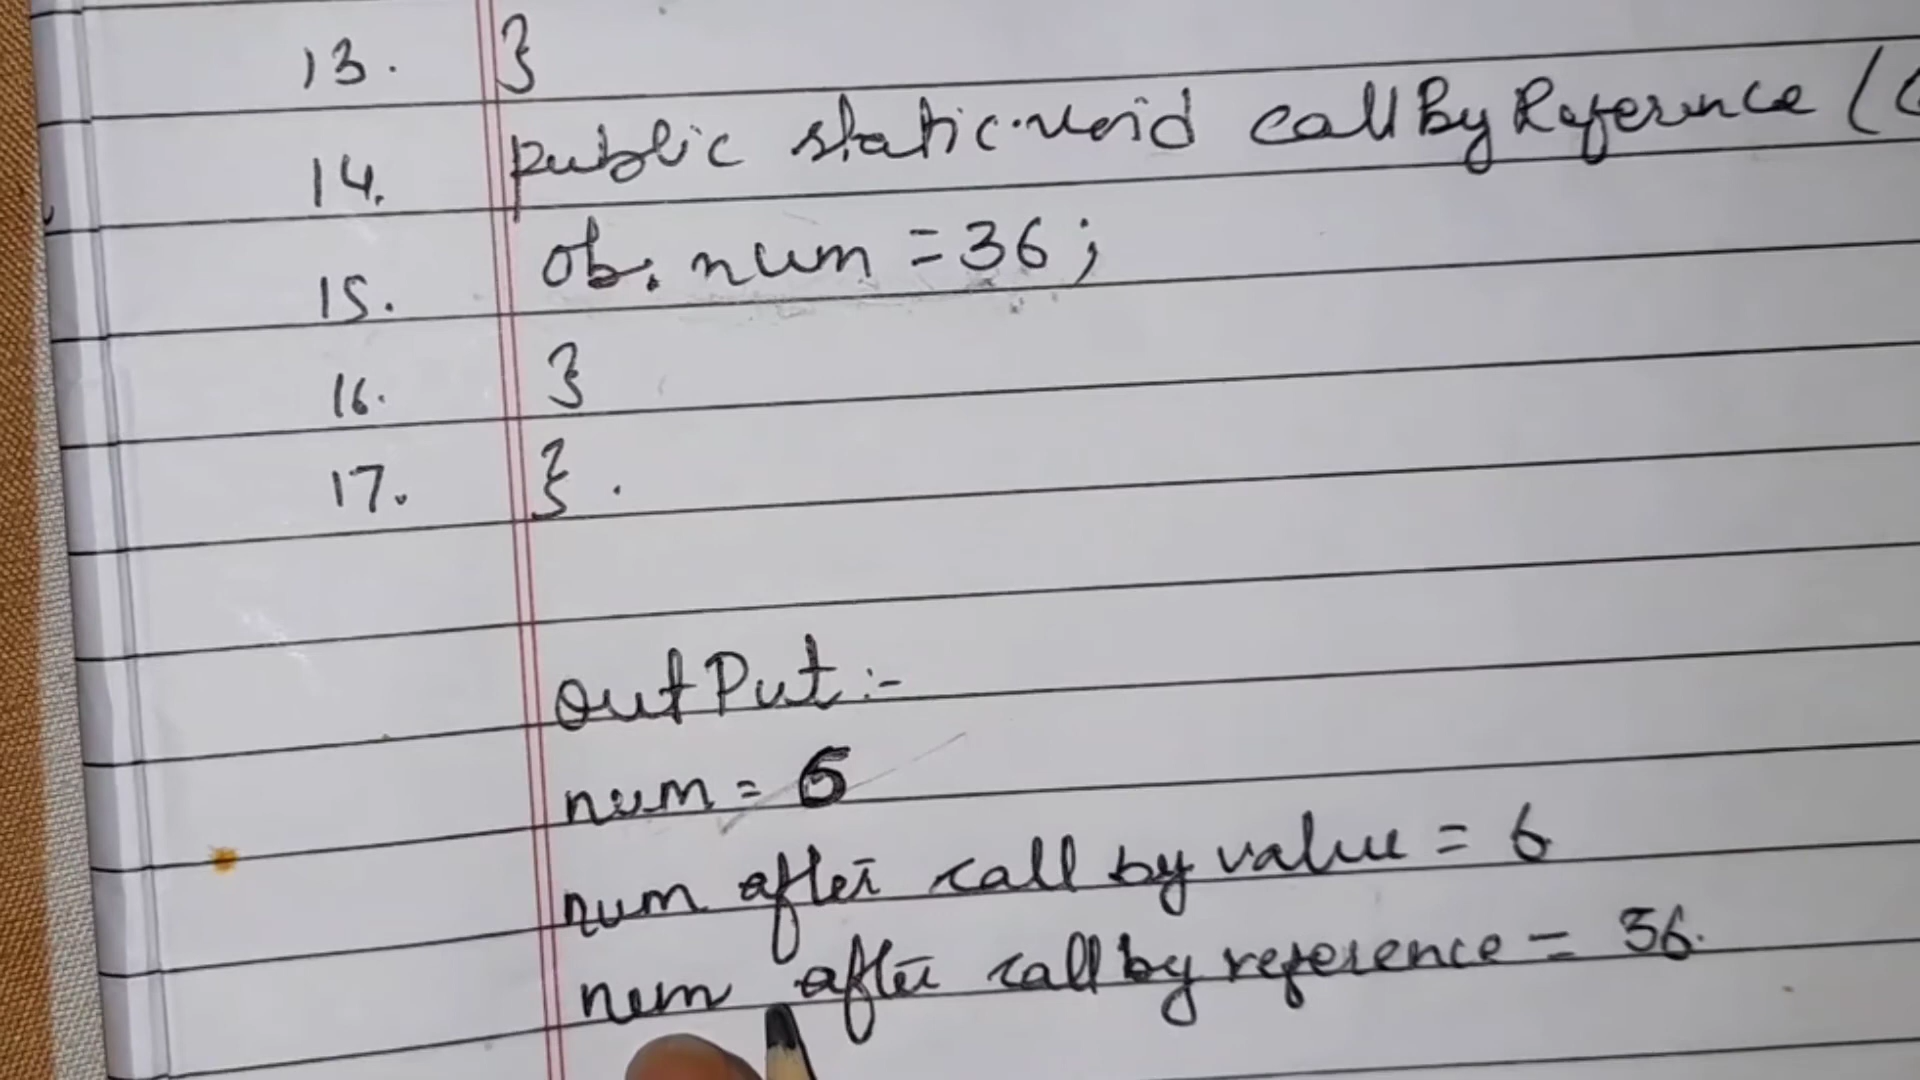 13. }
14. public static void callByReference (
15. ob. num = 36;
16. }
17. } .
outPut :-
num = 6
num after call by value = 6
num after call by reference = 36.